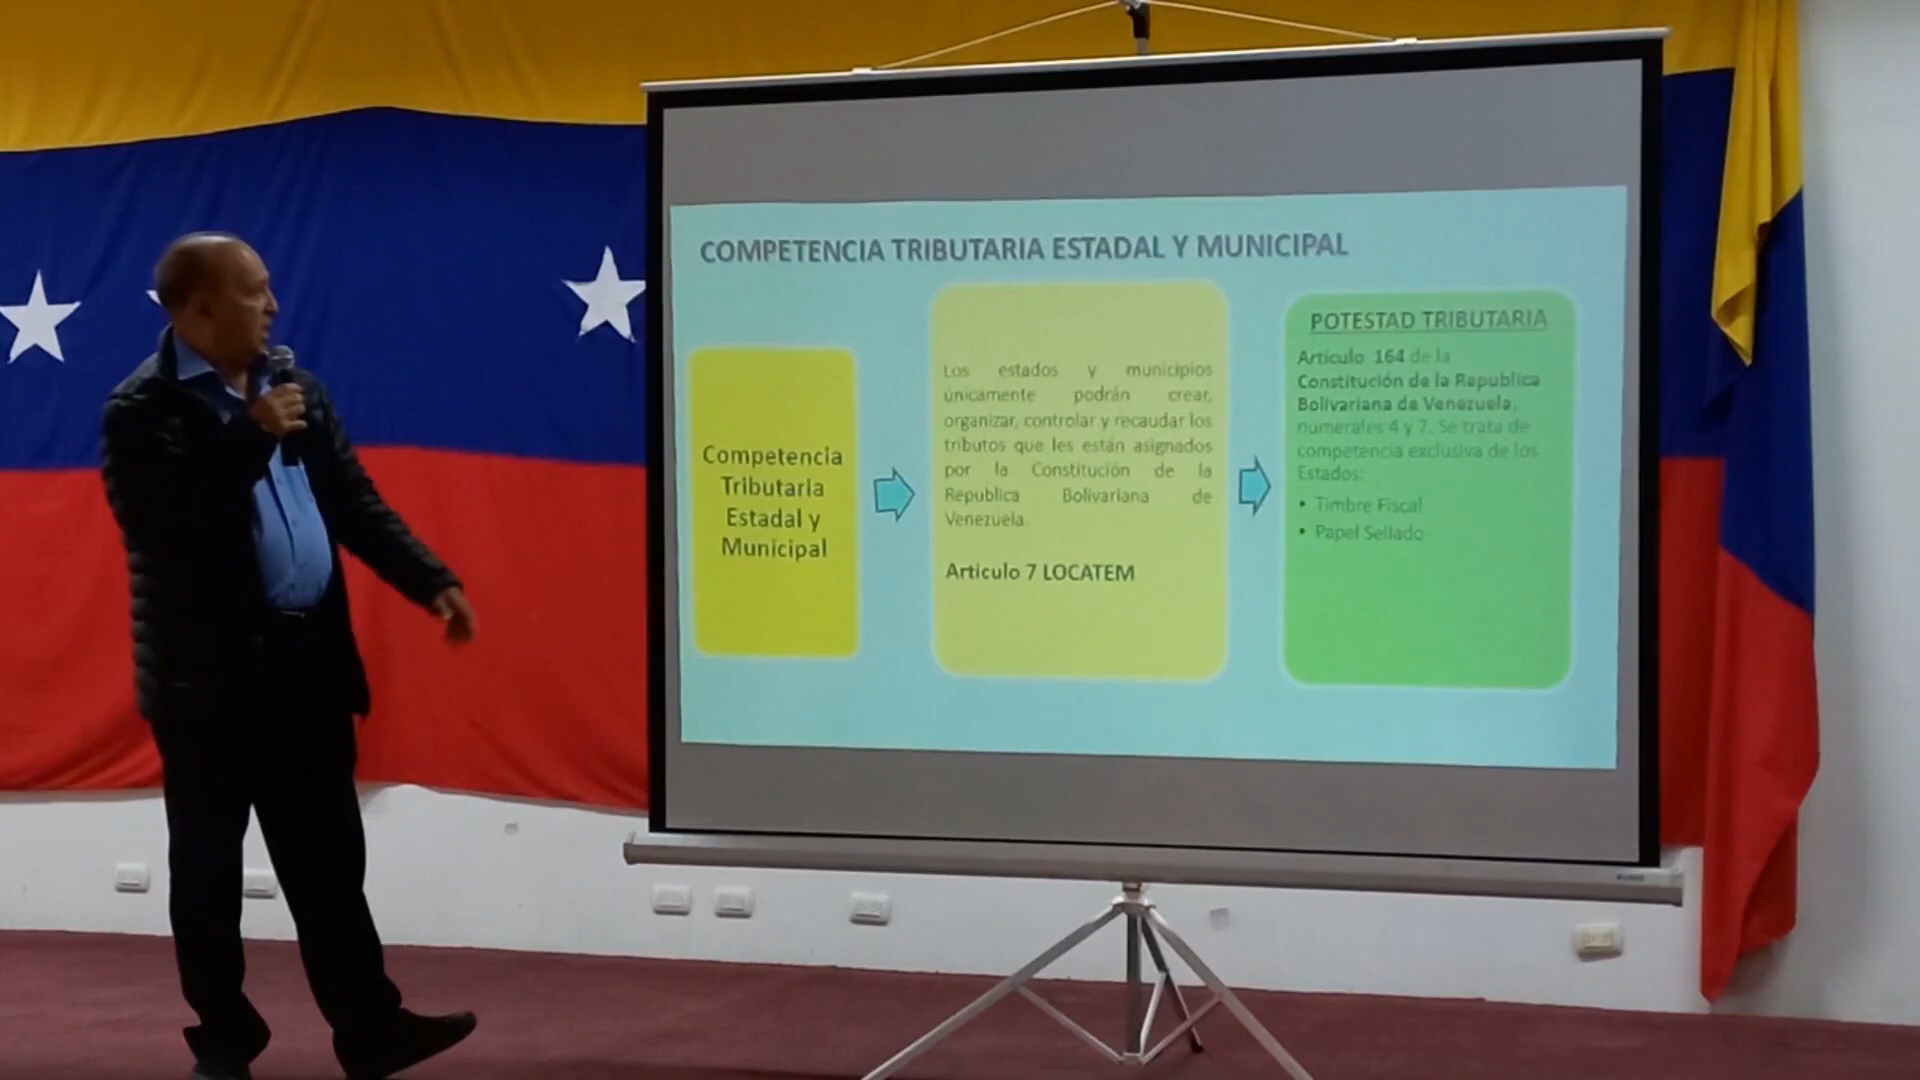 COMPETENCIA TRIBUTARIA ESTADAL Y MUNICIPAL
Competencia
Tributaria
Estadal y
Municipal
Los estados y municipios
únicamente podrán crear,
organizar, controlar y recaudar los
tributos que les están asignados
por la Constitución de la
Republica Bolivariana de
Venezuela.
Articulo 7 LOCATEM
POTESTAD TRIBUTARIA
Articulo 164 de la
Constitución de la Republica
Bolivariana de Venezuela,
numerales 4 y 7. Se trata de
competencia exclusiva de los
Estados:
• Timbre Fiscal
• Papel Sellado